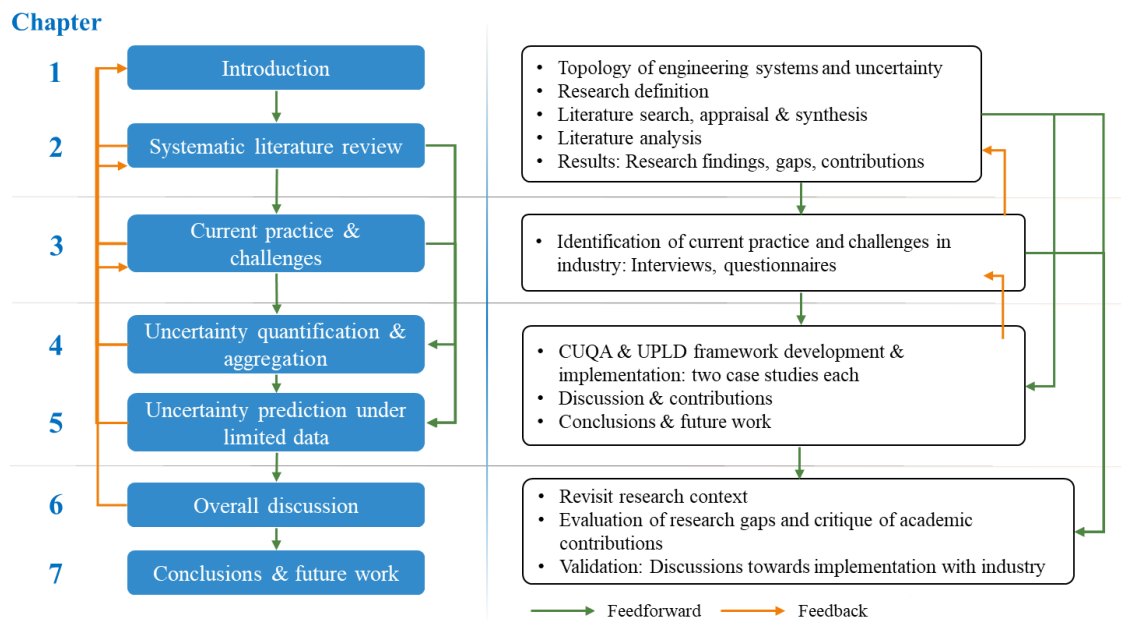 Chapter
1
Introduction
2
Systematic literature review
3
Current practice &
challenges
4
Uncertainty quantification &
aggregation
5
Uncertainty prediction under
limited data
6
Overall discussion
7
Conclusions & future work
• Topology of engineering systems and uncertainty
• Research definition
• Literature search, appraisal & synthesis
• Literature analysis
• Results: Research findings, gaps, contributions
• Identification of current practice and challenges in
industry: Interviews, questionnaires
• CUQA & UPLD framework development &
implementation: two case studies each
• Discussion & contributions
• Conclusions & future work
• Revisit research context
• Evaluation of research gaps and critique of academic
contributions
• Validation: Discussions towards implementation with industry
Feedforward
Feedback